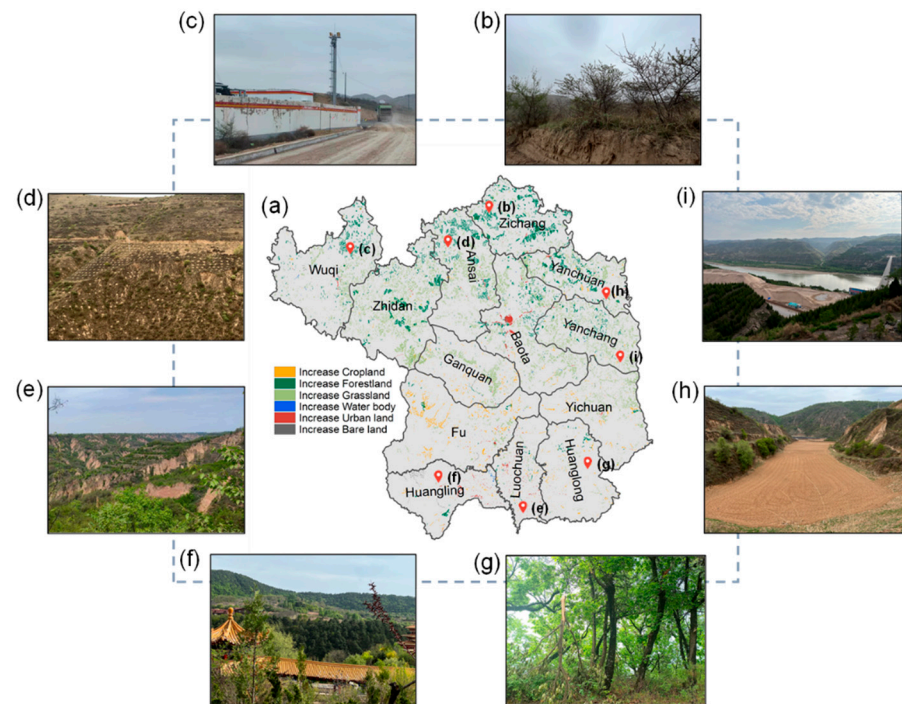 (c)
(b)
(d)
(a)
(i)
(b)
Zichang
(c)
(d)
Wuqi
Ansai
Yanchuan
(h)
Zhidan
Yanchang
Baota
(i)
Ganquan
Increase Cropland
Increase Forestland
Increase Grassland
Increase Water body
Increase Urban land
Increase Bare land
(e)
(h)
Yichuan
Fu
Luochuan
Huanglong
(g)
(f)
Huangling
(e)
(f)
(g)